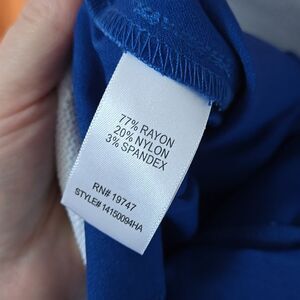 77% RAYON
20% NYLON
3% SPANDEX
RN# 19747
STYLE# 14150094HA